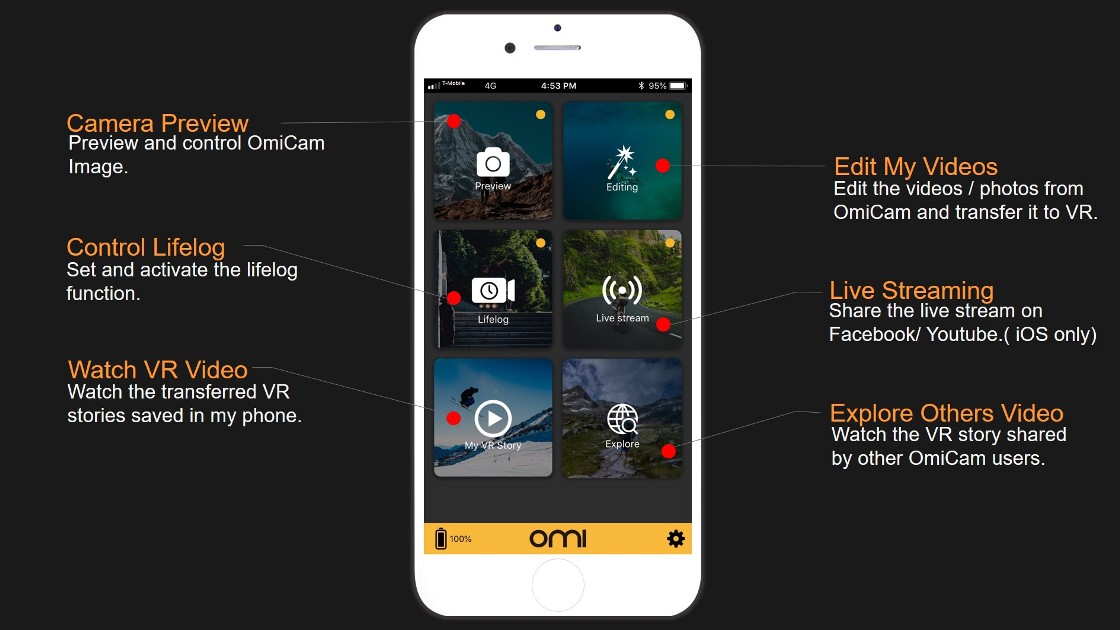 T-Mobile 4G 4:53 PM 95%
Camera Preview
Preview and control OmiCam
Image.
Control Lifelog
Set and activate the lifelog
function.
Watch VR Video
Watch the transferred VR
stories saved in my phone.
Preview
Editing
Lifelog
Live stream
My VR Story
Explore
100% omi
Edit My Videos
Edit the videos / photos from
OmiCam and transfer it to VR.
Live Streaming
Share the live stream on
Facebook/ Youtube.( iOS only)
Explore Others Video
Watch the VR story shared
by other OmiCam users.